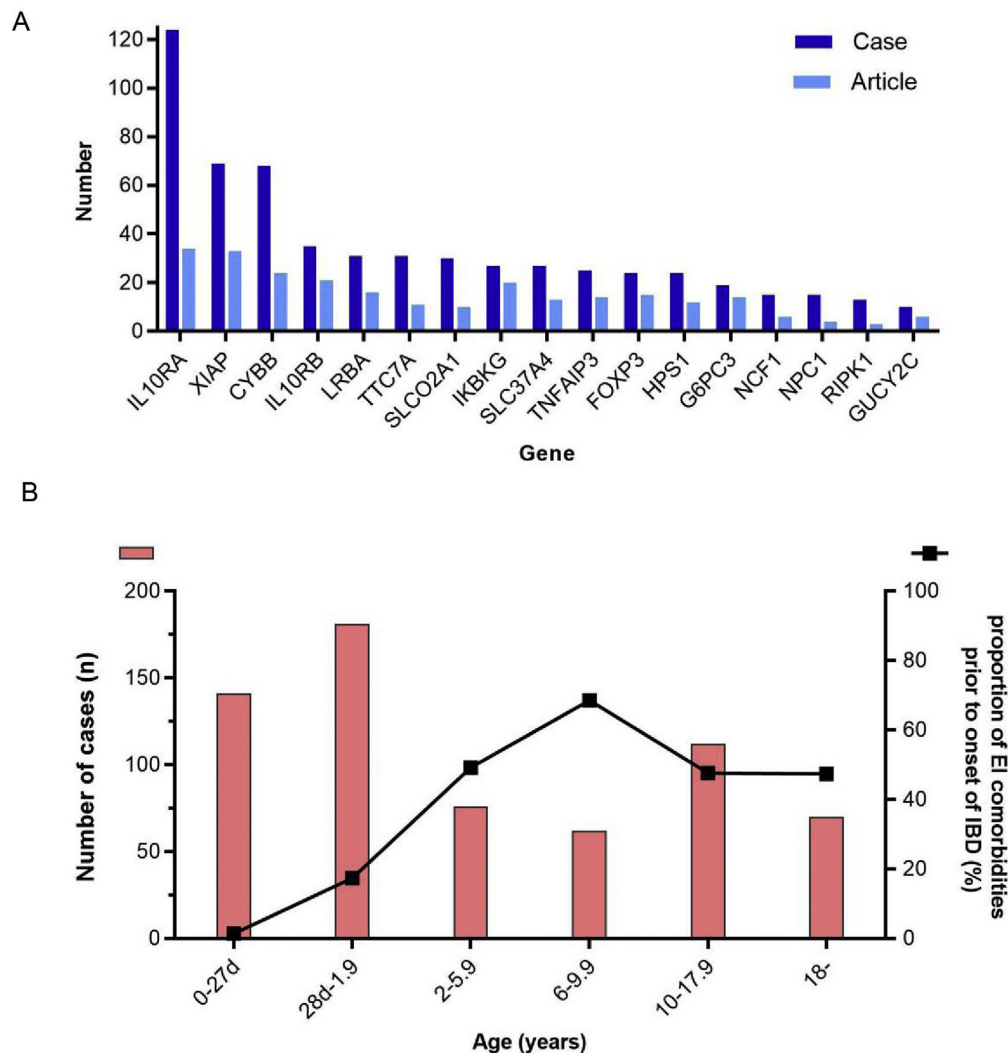 A
Case
Article
120
100
80
60
40
20
0
Number
IL10RA
XIAP
CYBB
IL10RB
LRBA
TTC7A
SLCO2A1
IKBKG
SLC37A4
TNFAIP3
FOXP3
HPS1
G6PC3
NCF1
NPC1
RIPK1
GUCY2C
Gene
B
200
150
100
50
0
Number of cases (n)
100
80
60
40
20
0
proportion of EI comorbidities
prior to onset of IBD (%)
0-27d
28d-1.9
2-5.9
6-9.9
10-17.9
18-
Age (years)